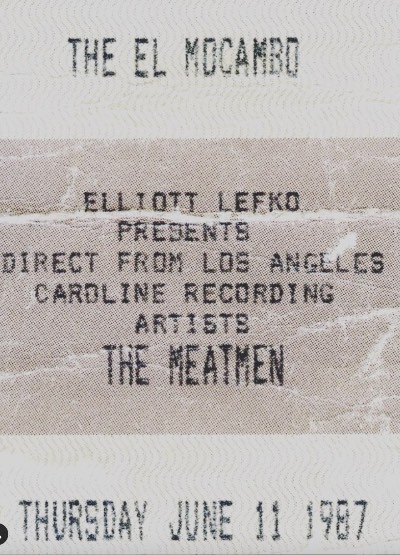 THE EL MOCAMBO
ELLIOTT LEFKO
PRESENTS
DIRECT FROM LOS ANGELES
CAROLINE RECORDING
ARTISTS
THE MEATMEN
THURSDAY JUNE 11 1987